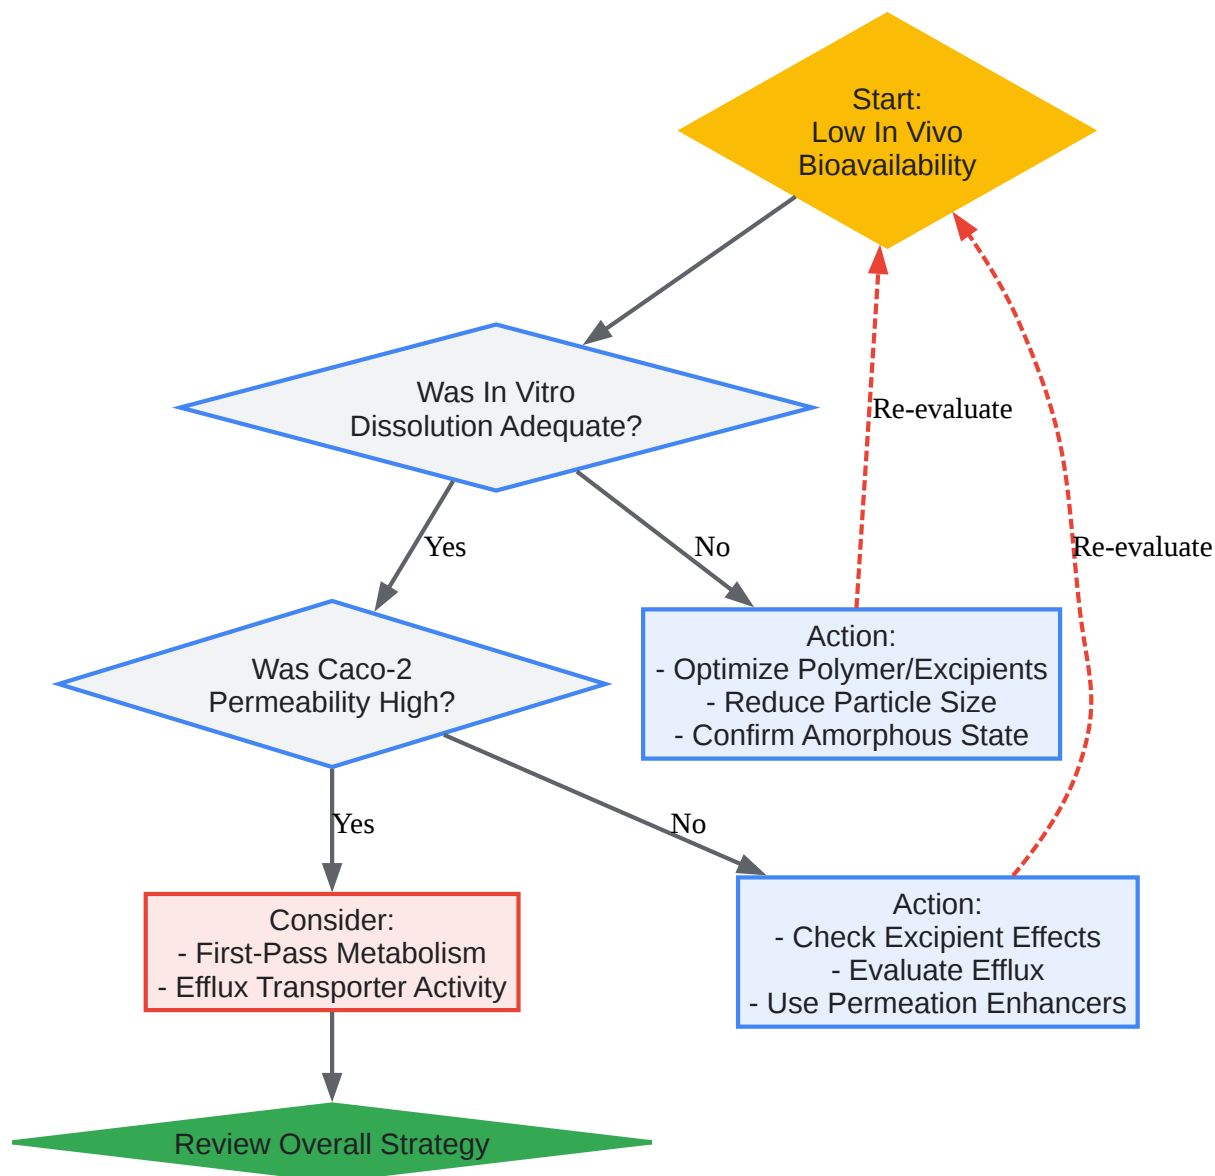 Start:
Low In Vivo
Bioavailability
Was In Vitro
Dissolution Adequate?
Re-evaluate
Yes
No
Re-evaluate
Was Caco-2
Permeability High?
Action:
- Optimize Polymer/Excipients
- Reduce Particle Size
- Confirm Amorphous State
Yes
No
Consider:
- First-Pass Metabolism
- Efflux Transporter Activity
Action:
- Check Excipient Effects
- Evaluate Efflux
- Use Permeation Enhancers
Review Overall Strategy